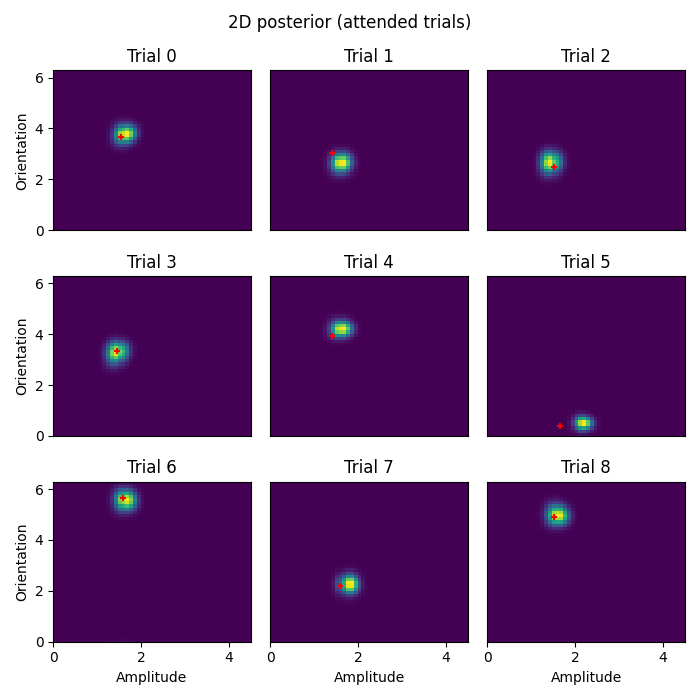 2D posterior (attended trials)
Trial 0 Trial 1 Trial 2
Orientation
6
4
2
0
Trial 3 Trial 4 Trial 5
Orientation
6
4
2
0
Trial 6 Trial 7 Trial 8
Orientation
6
4
2
0
0 2 4 0 2 4 0 2 4
Amplitude Amplitude Amplitude